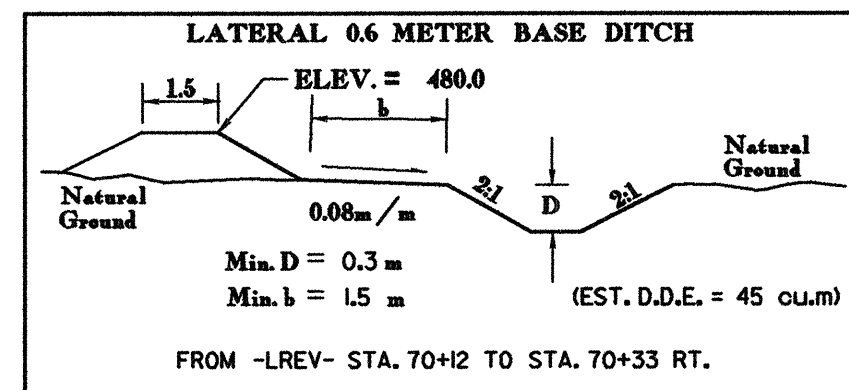 LATERAL 0.6 METER BASE DITCH
1.5
ELEV. = 480.0
b
Natural
Ground
Natural
Ground
2:1
D
2:1
0.08m/m
Min. D = 0.3 m
Min. b = 1.5 m
(EST. D.D.E. = 45 cu.m)
FROM -LREV- STA. 70+12 TO STA. 70+33 RT.